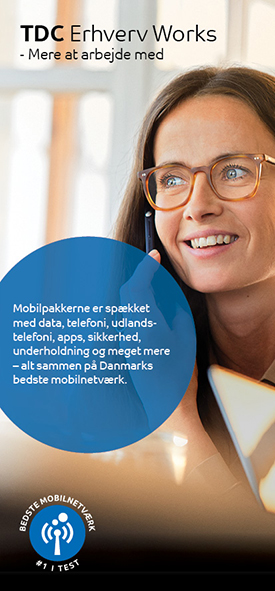 TDC Erhverv Works
- Mere at arbejde med
Mobilpakkerne er spækket
med data, telefoni, udlands-
telefoni, apps, sikkerhed,
underholdning og meget mere
– alt sammen på Danmarks
bedste mobilnetværk.
BEDSTE MOBILNETVÆRK
#1 I TEST